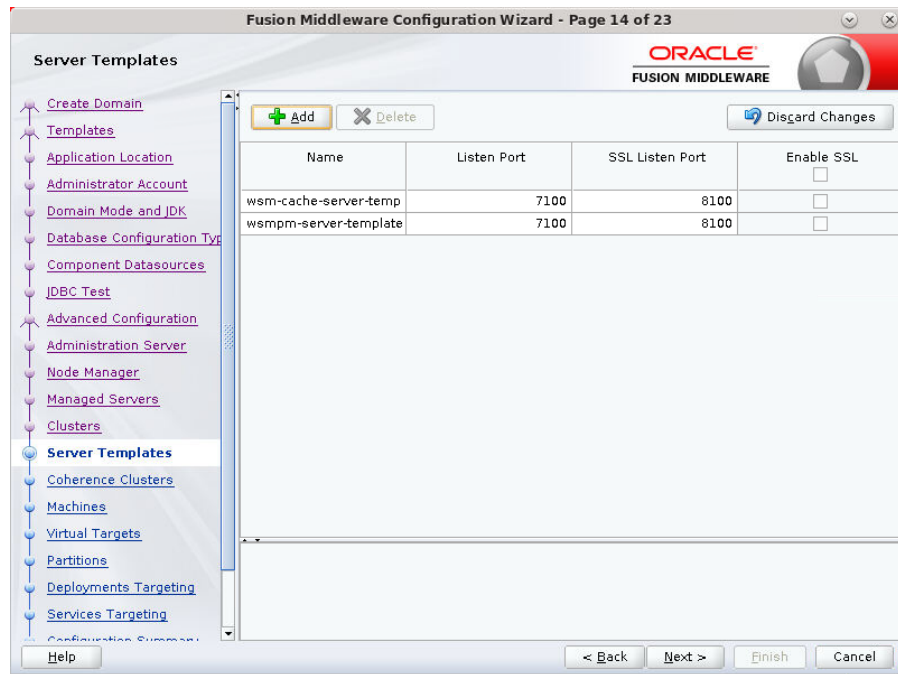 Fusion Middleware Configuration Wizard - Page 14 of 23
Server Templates
ORACLE
FUSION MIDDLEWARE
Create Domain
Templates
Application Location
Administrator Account
Domain Mode and JDK
Database Configuration Typ
Component Datasources
JDBC Test
Advanced Configuration
Administration Server
Node Manager
Managed Servers
Clusters
Server Templates
Coherence Clusters
Machines
Virtual Targets
Partitions
Deployments Targeting
Services Targeting
Configuration Summary
Add Delete Discard Changes
Name Listen Port SSL Listen Port Enable SSL
wsm-cache-server-temp 7100 8100
wsmpm-server-template 7100 8100
Help < Back Next > Finish Cancel